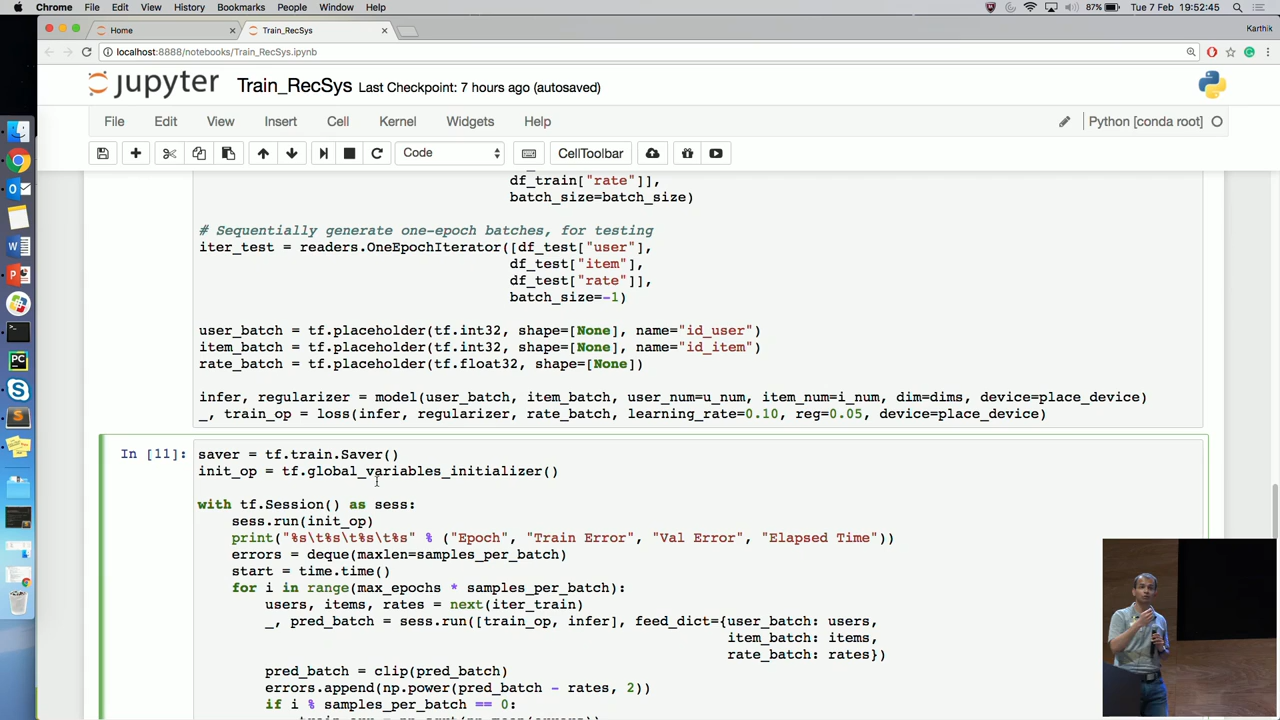 Chrome File Edit View History Bookmarks People Window Help 87% Tue 7 Feb 19:52:45
Home Train_RecSys Karthik
localhost:8888/notebooks/Train_RecSys.ipynb
jupyter Train_RecSys Last Checkpoint: 7 hours ago (autosaved)
File Edit View Insert Cell Kernel Widgets Help Python [conda root]
Code CellToolbar
df_train["rate"]],
batch_size=batch_size)
# Sequentially generate one-epoch batches, for testing
iter_test = readers.OneEpochIterator([df_test["user"],
df_test["item"],
df_test["rate"]],
batch_size=-1)
user_batch = tf.placeholder(tf.int32, shape=[None], name="id_user")
item_batch = tf.placeholder(tf.int32, shape=[None], name="id_item")
rate_batch = tf.placeholder(tf.float32, shape=[None])
infer, regularizer = model(user_batch, item_batch, user_num=u_num, item_num=i_num, dim=dims, device=place_device)
_, train_op = loss(infer, regularizer, rate_batch, learning_rate=0.10, reg=0.05, device=place_device)
In [11]: saver = tf.train.Saver()
init_op = tf.global_variables_initializer()
with tf.Session() as sess:
sess.run(init_op)
print("%s\t%s\t%s\t%s" % ("Epoch", "Train Error", "Val Error", "Elapsed Time"))
errors = deque(maxlen=samples_per_batch)
start = time.time()
for i in range(max_epochs * samples_per_batch):
users, items, rates = next(iter_train)
_, pred_batch = sess.run([train_op, infer], feed_dict={user_batch: users,
item_batch: items,
rate_batch: rates})
pred_batch = clip(pred_batch)
errors.append(np.power(pred_batch - rates, 2))
if i % samples_per_batch == 0: